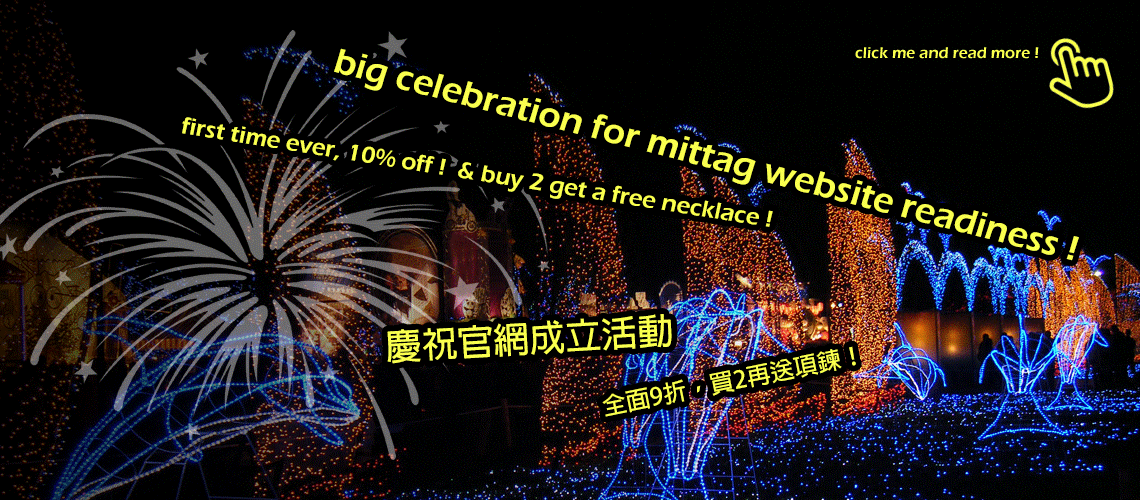 click me and read more !
big celebration for mittag website readiness !
first time ever, 10% off ! & buy 2 get a free necklace !
慶祝官網成立活動
全面9折，買2再送項鍊！